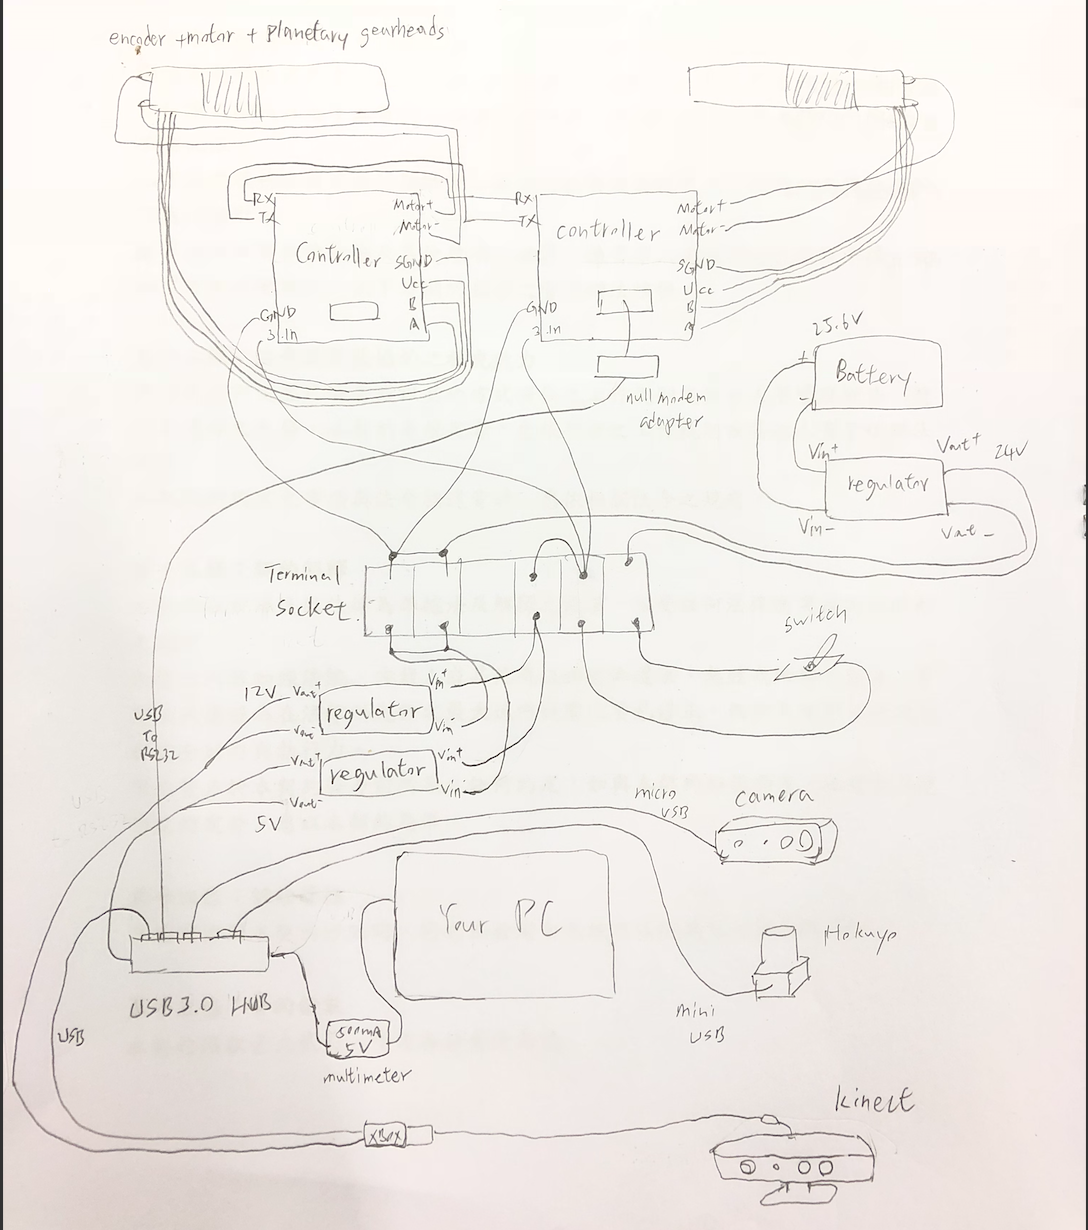 encoder +motor + planetary gearheads
RX
TX
Motor+
Motor-
Controller
SGND
Vcc
B
A
GND
3.In
RX
TX
controller
Motor+
Motor-
SGND
Vcc
B
A
GND
3.In
null modem
adapter
25.6V
+
-
Battery
Vin+
Vin-
regulator
Vout+
24V
Vout-
Terminal
Socket.
switch
12V
Vout+
Vout-
regulator
Vin+
Vin-
Vout+
Vout-
regulator
Vin+
Vin-
5V
USB
To
RS232
micro
USB
camera
Your PC
Hokuyo
USB3.0 HUB
mini
USB
USB
500mA
5V
multimeter
XBox
kinect